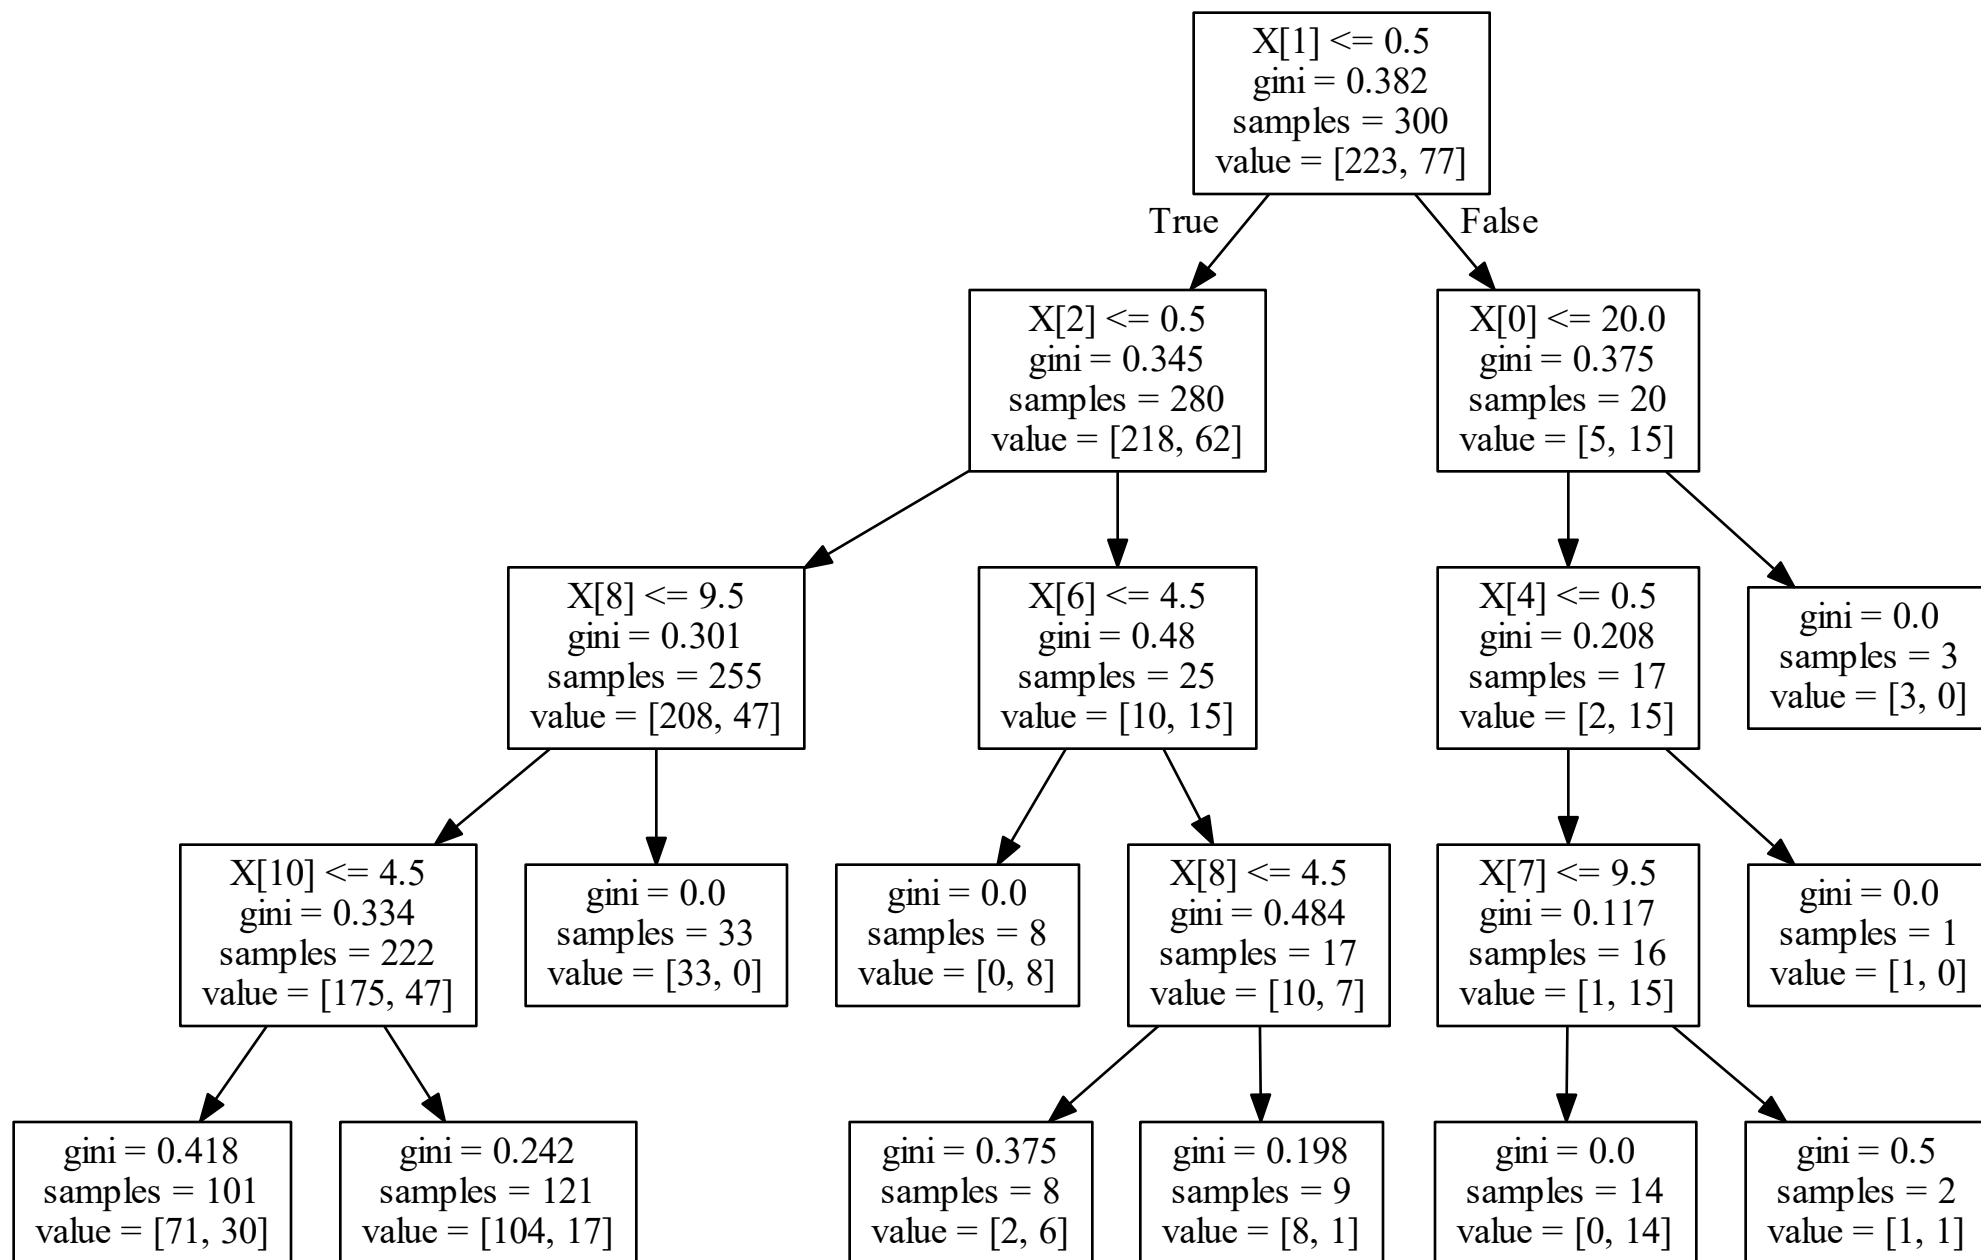 X[1] <= 0.5
gini = 0.382
samples = 300
value = [223, 77]
True
False
X[2] <= 0.5
gini = 0.345
samples = 280
value = [218, 62]
X[0] <= 20.0
gini = 0.375
samples = 20
value = [5, 15]
X[8] <= 9.5
gini = 0.301
samples = 255
value = [208, 47]
X[6] <= 4.5
gini = 0.48
samples = 25
value = [10, 15]
X[4] <= 0.5
gini = 0.208
samples = 17
value = [2, 15]
gini = 0.0
samples = 3
value = [3, 0]
X[10] <= 4.5
gini = 0.334
samples = 222
value = [175, 47]
gini = 0.0
samples = 33
value = [33, 0]
gini = 0.0
samples = 8
value = [0, 8]
X[8] <= 4.5
gini = 0.484
samples = 17
value = [10, 7]
X[7] <= 9.5
gini = 0.117
samples = 16
value = [1, 15]
gini = 0.0
samples = 1
value = [1, 0]
gini = 0.418
samples = 101
value = [71, 30]
gini = 0.242
samples = 121
value = [104, 17]
gini = 0.375
samples = 8
value = [2, 6]
gini = 0.198
samples = 9
value = [8, 1]
gini = 0.0
samples = 14
value = [0, 14]
gini = 0.5
samples = 2
value = [1, 1]